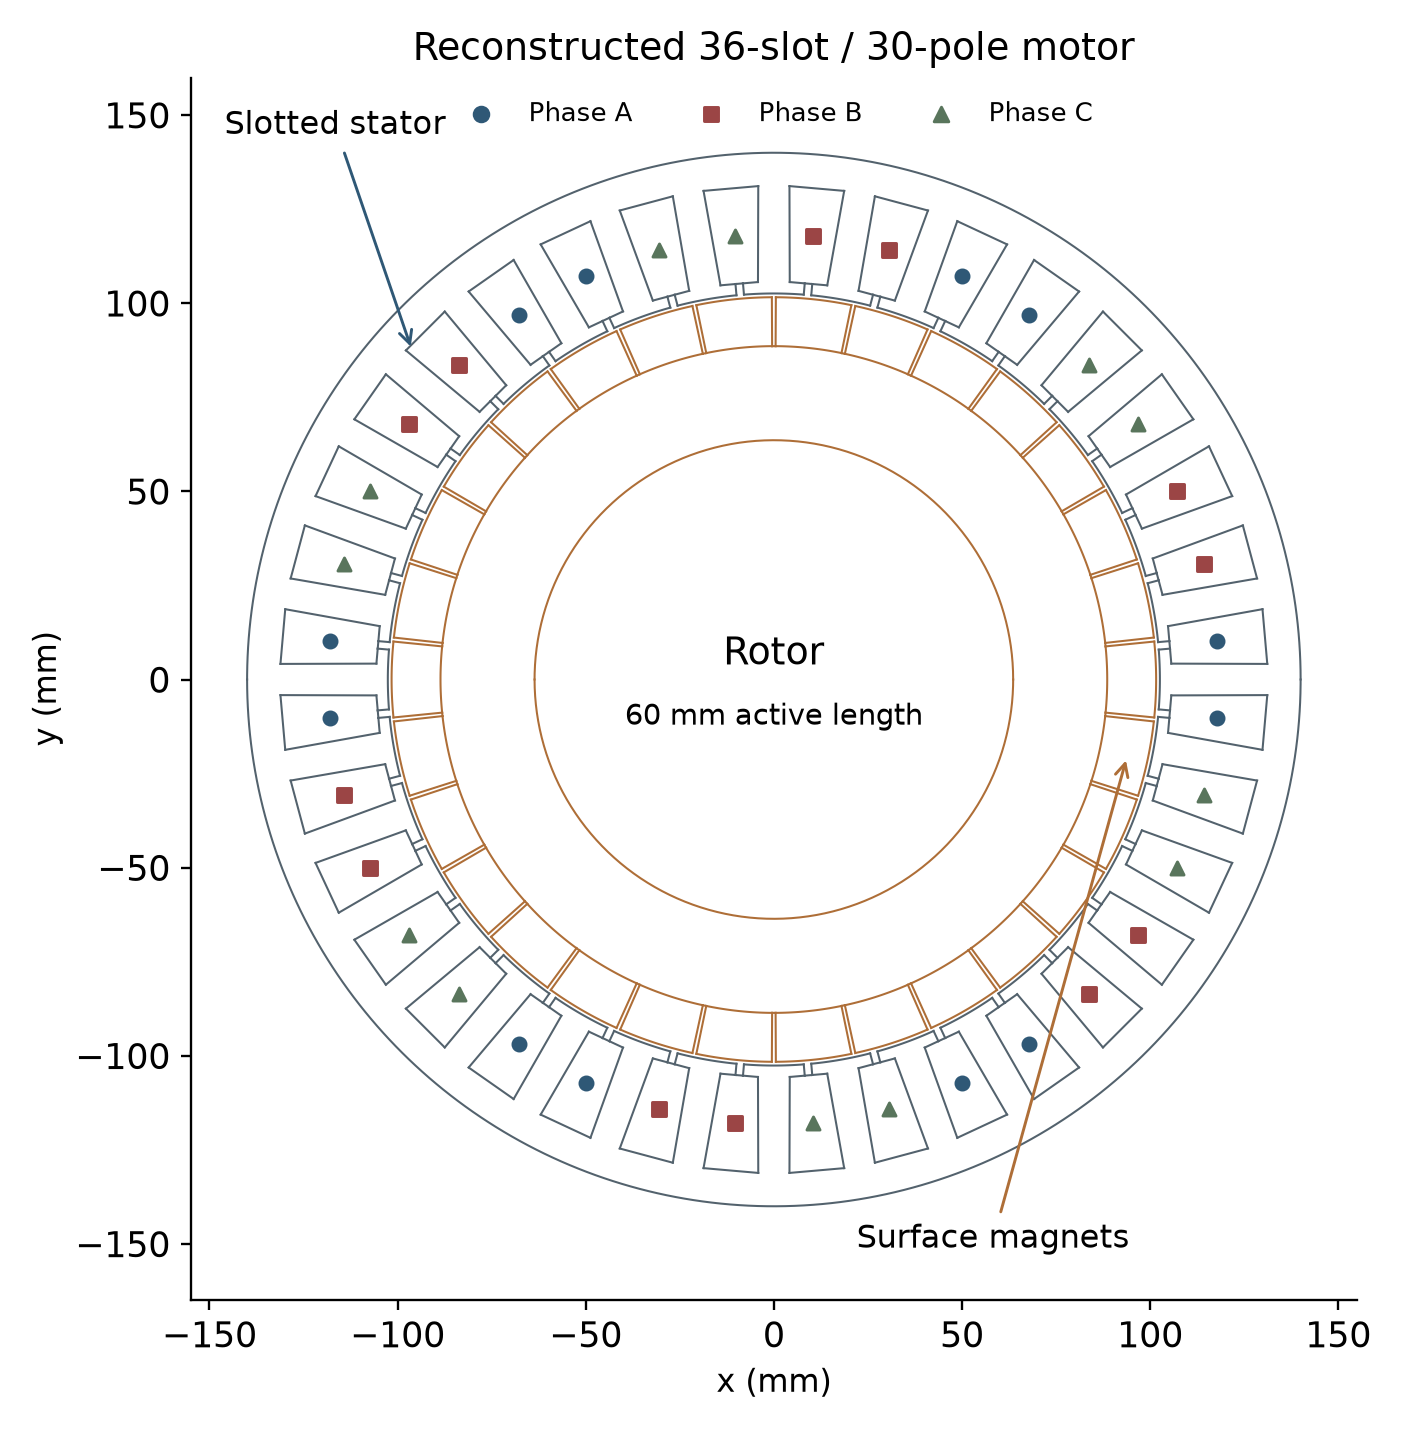 Reconstructed 36-slot / 30-pole motor
Slotted stator
Phase A
Phase B
Phase C
150
100
50
0
−50
−100
−150
y (mm)
Rotor
60 mm active length
Surface magnets
−150
−100
−50
0
50
100
150
x (mm)